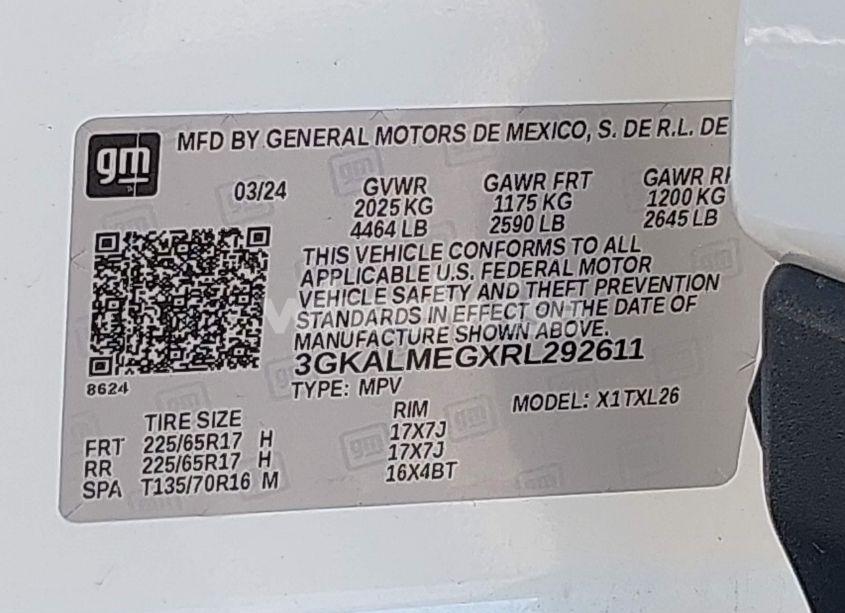 gm
MFD BY GENERAL MOTORS DE MEXICO, S. DE R.L. DE
03/24 GVWR GAWR FRT GAWR
2025 KG 1175 KG 1200 KG
4464 LB 2590 LB 2645 LB
THIS VEHICLE CONFORMS TO ALL
APPLICABLE U.S. FEDERAL MOTOR
VEHICLE SAFETY AND THEFT PREVENTION
STANDARDS IN EFFECT ON THE DATE OF
MANUFACTURE SHOWN ABOVE.
3GKALMEGXRL292611
8624
TYPE: MPV MODEL: X1TXL26
TIRE SIZE RIM
FRT 225/65R17 H 17X7J
RR 225/65R17 H 17X7J
SPA T135/70R16 M 16X4BT